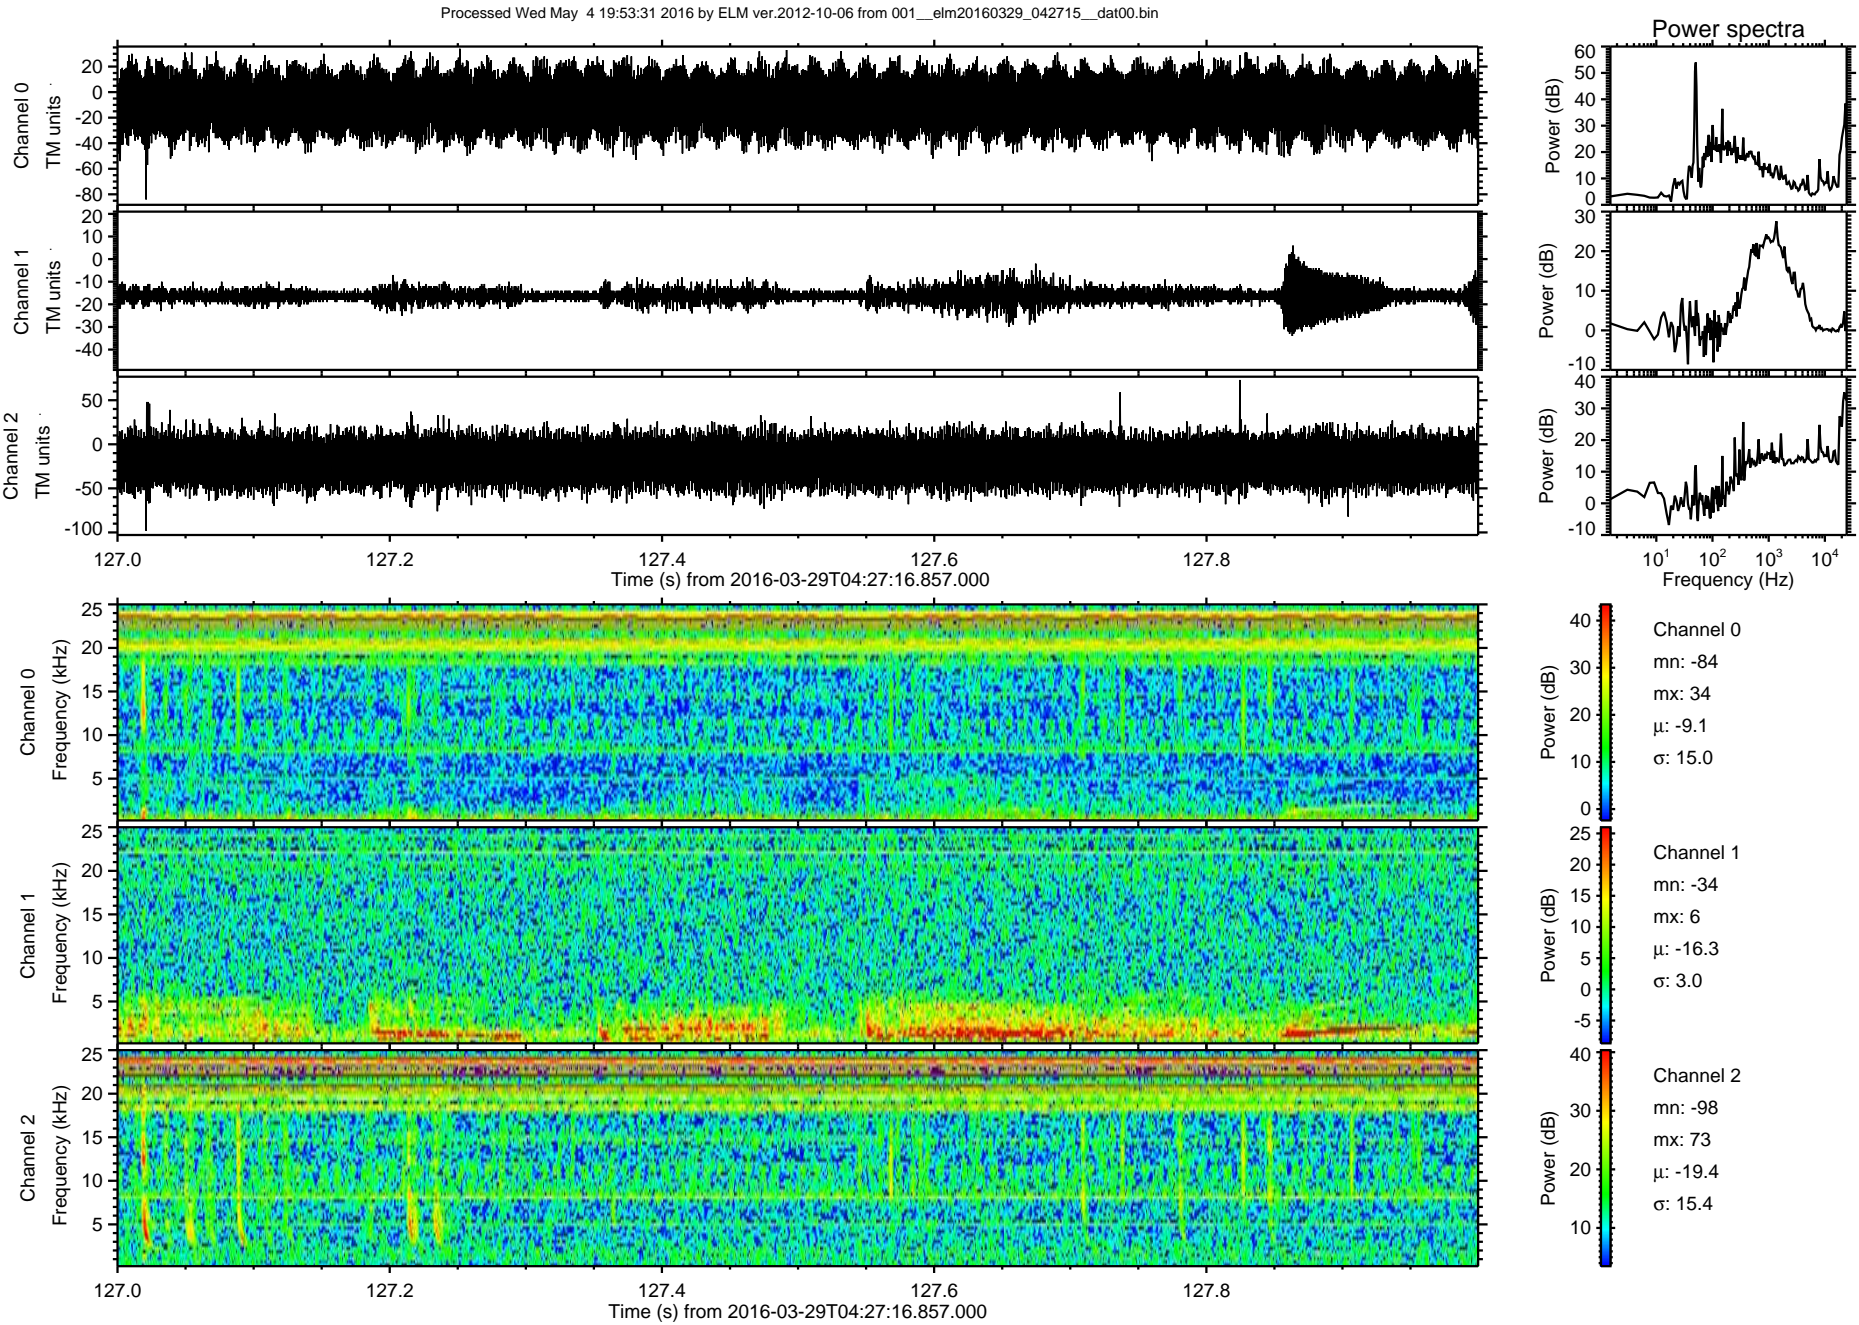 Processed Wed May  4 19:53:31 2016 by ELM ver.2012-10-06 from 001__elm20160329_042715__dat00.bin
Power spectra
Channel 0
TM units
20
0
-20
-40
-60
-80
Power (dB)
60
50
40
30
20
10
0
Channel 1
TM units
20
10
0
-10
-20
-30
-40
Power (dB)
30
20
10
0
-10
Channel 2
TM units
50
0
-50
-100
Power (dB)
40
30
20
10
0
-10
127.0 127.2 127.4 127.6 127.8
Time (s) from 2016-03-29T04:27:16.857.000
10¹ 10² 10³ 10⁴
Frequency (Hz)
Channel 0
Frequency (kHz)
25
20
15
10
5
Power (dB)
40
30
20
10
0
Channel 0
mn: -84
mx: 34
μ: -9.1
σ: 15.0
Channel 1
Frequency (kHz)
25
20
15
10
5
Power (dB)
25
20
15
10
5
0
-5
Channel 1
mn: -34
mx: 6
μ: -16.3
σ: 3.0
Channel 2
Frequency (kHz)
25
20
15
10
5
Power (dB)
40
30
20
10
Channel 2
mn: -98
mx: 73
μ: -19.4
σ: 15.4
127.0 127.2 127.4 127.6 127.8
Time (s) from 2016-03-29T04:27:16.857.000